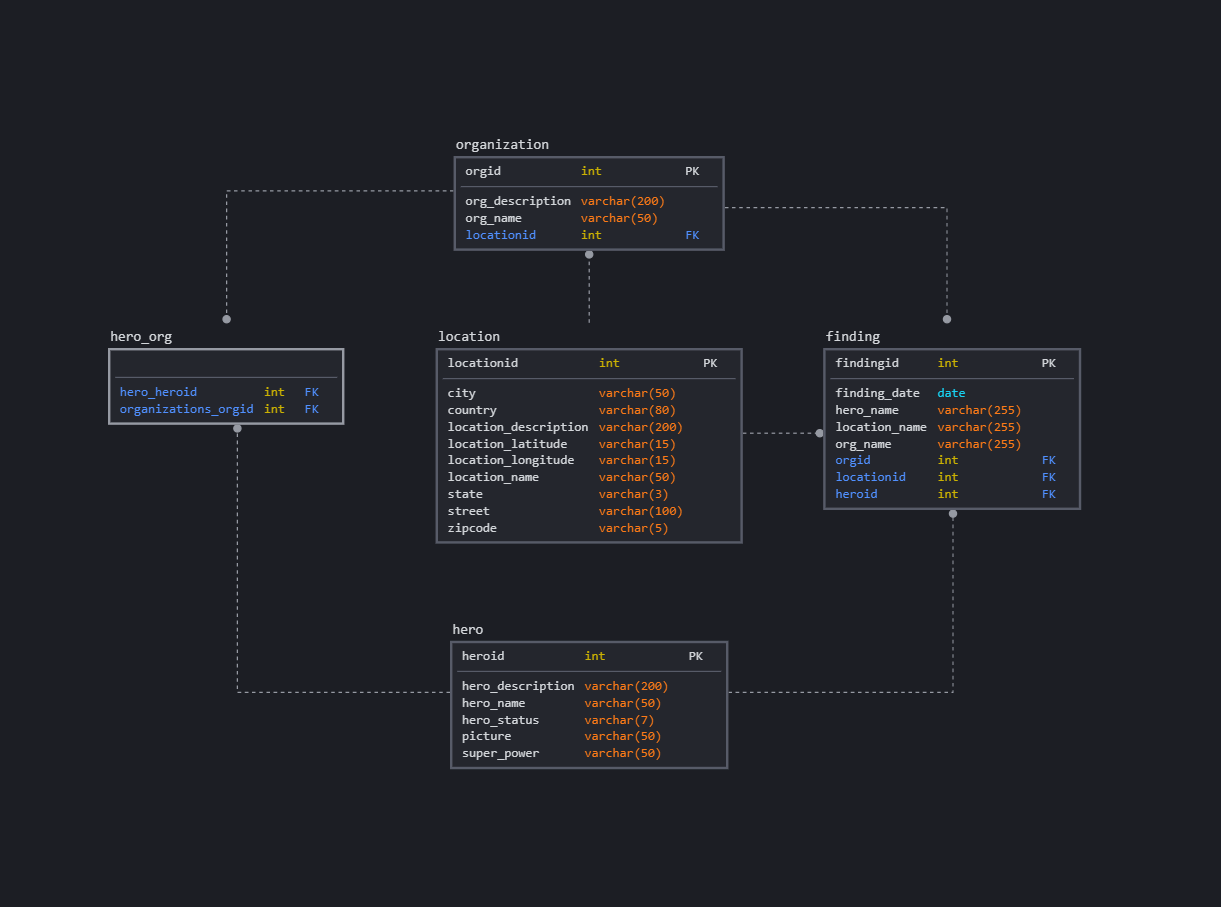 organization
orgid int PK
org_description varchar(200)
org_name varchar(50)
locationid int FK
hero_org
hero_heroid int FK
organizations_orgid int FK
location
locationid int PK
city varchar(50)
country varchar(80)
location_description varchar(200)
location_latitude varchar(15)
location_longitude varchar(15)
location_name varchar(50)
state varchar(3)
street varchar(100)
zipcode varchar(5)
finding
findingid int PK
finding_date date
hero_name varchar(255)
location_name varchar(255)
org_name varchar(255)
orgid int FK
locationid int FK
heroid int FK
hero
heroid int PK
hero_description varchar(200)
hero_name varchar(50)
hero_status varchar(7)
picture varchar(50)
super_power varchar(50)